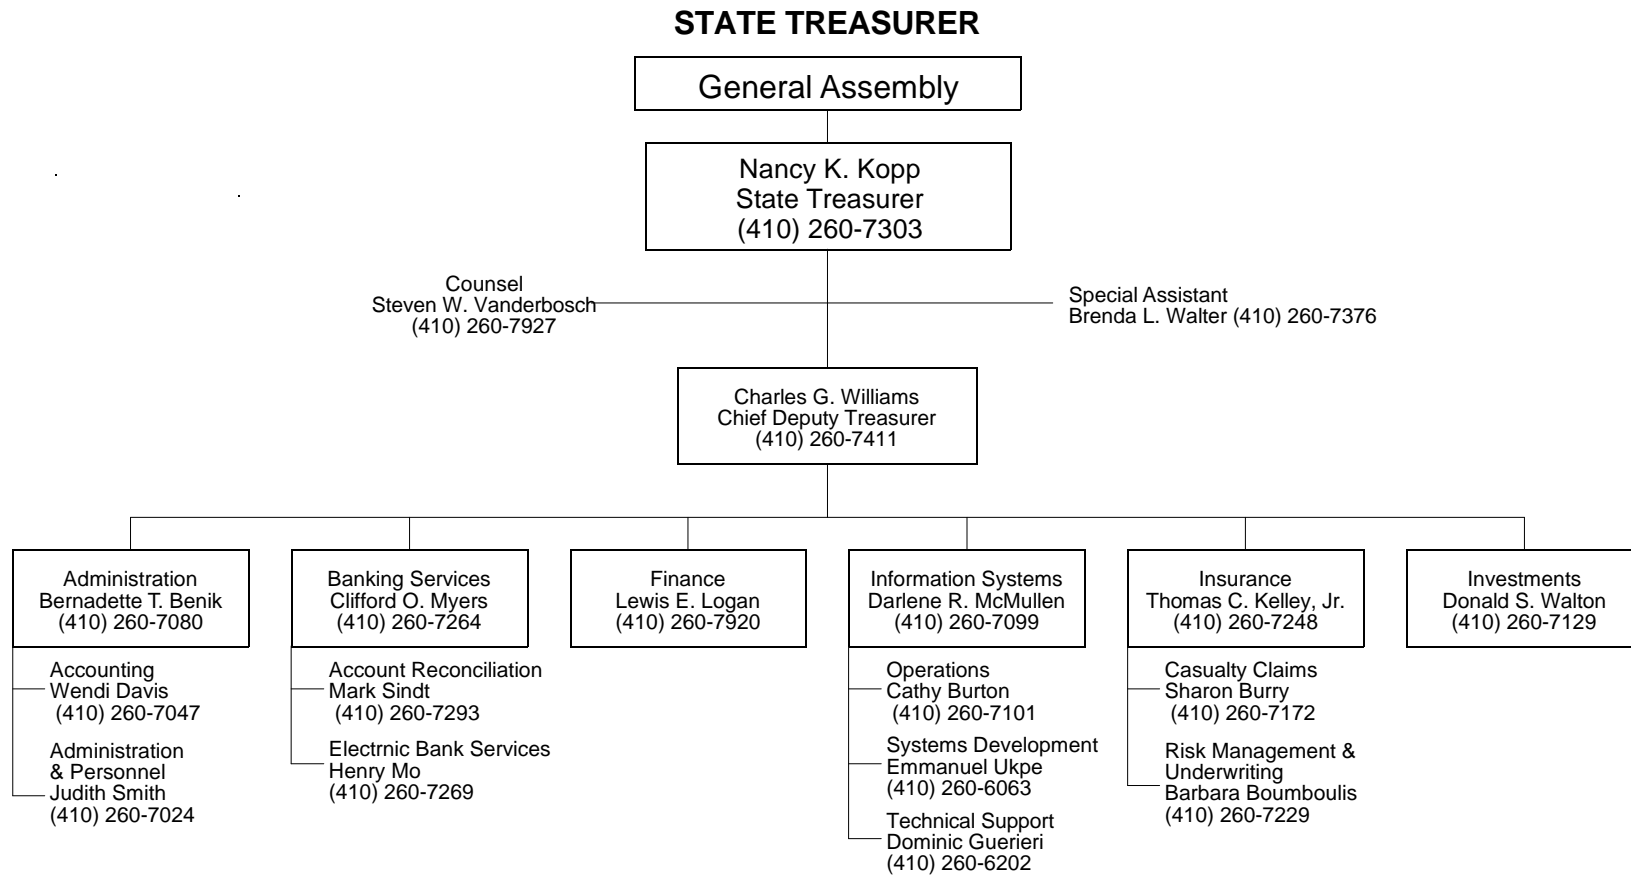 STATE TREASURER
General Assembly
Nancy K. Kopp
State Treasurer
(410) 260-7303
Counsel
Steven W. Vanderbosch
(410) 260-7927
Special Assistant
Brenda L. Walter (410) 260-7376
Charles G. Williams
Chief Deputy Treasurer
(410) 260-7411
Administration
Bernadette T. Benik
(410) 260-7080
Accounting
Wendi Davis
(410) 260-7047
Administration
& Personnel
Judith Smith
(410) 260-7024
Banking Services
Clifford O. Myers
(410) 260-7264
Account Reconciliation
Mark Sindt
(410) 260-7293
Electrnic Bank Services
Henry Mo
(410) 260-7269
Finance
Lewis E. Logan
(410) 260-7920
Information Systems
Darlene R. McMullen
(410) 260-7099
Operations
Cathy Burton
(410) 260-7101
Systems Development
Emmanuel Ukpe
(410) 260-6063
Technical Support
Dominic Guerieri
(410) 260-6202
Insurance
Thomas C. Kelley, Jr.
(410) 260-7248
Casualty Claims
Sharon Burry
(410) 260-7172
Risk Management &
Underwriting
Barbara Boumboulis
(410) 260-7229
Investments
Donald S. Walton
(410) 260-7129